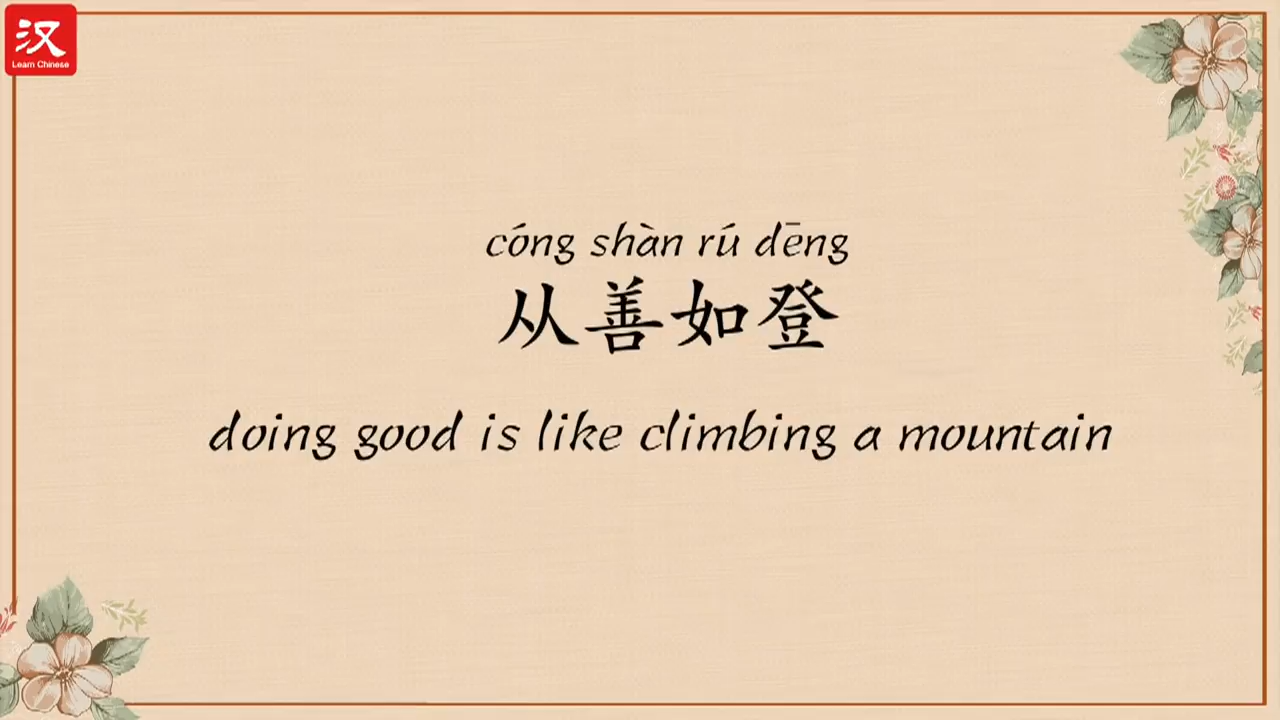 汉
Learn Chinese
cóng shàn rú dēng
从善如登
doing good is like climbing a mountain